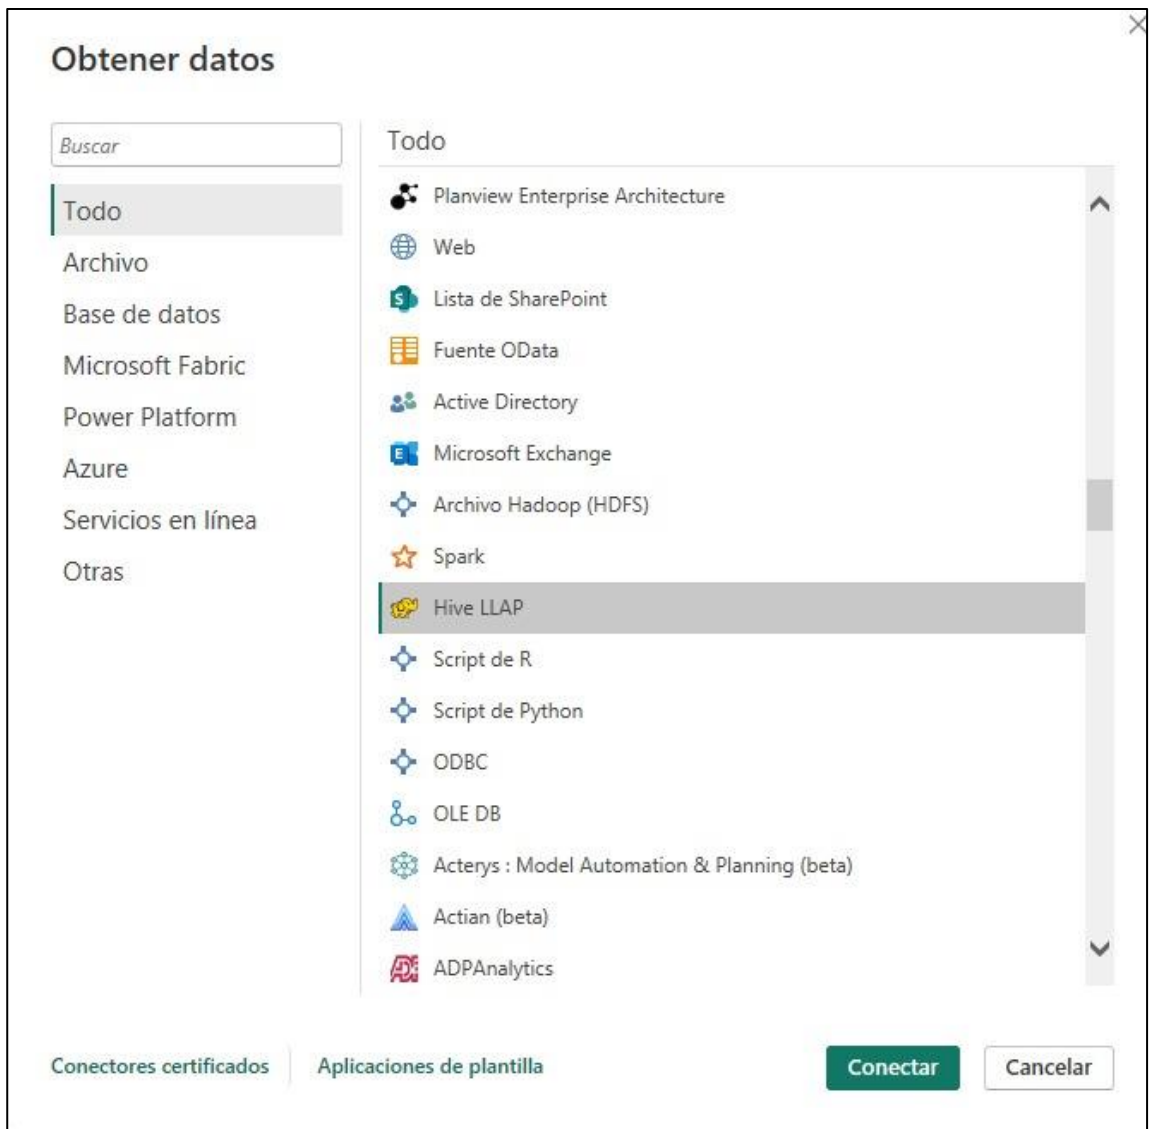 Obtener datos
Buscar
Todo
Archivo
Base de datos
Microsoft Fabric
Power Platform
Azure
Servicios en línea
Otras
Todo
Planview Enterprise Architecture
Web
Lista de SharePoint
Fuente OData
Active Directory
Microsoft Exchange
Archivo Hadoop (HDFS)
Spark
Hive LLAP
Script de R
Script de Python
ODBC
OLE DB
Acterys : Model Automation & Planning (beta)
Actian (beta)
ADPAnalytics
Conectores certificados
Aplicaciones de plantilla
Conectar
Cancelar